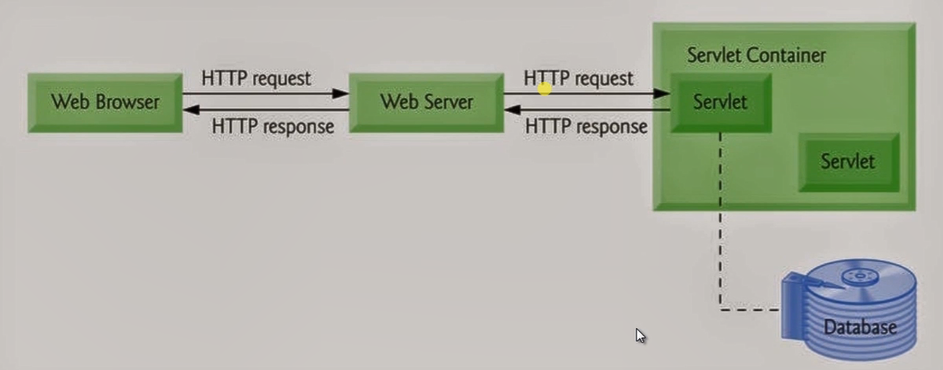 Web Browser
HTTP request
HTTP response
Web Server
HTTP request
HTTP response
Servlet Container
Servlet
Servlet
Database